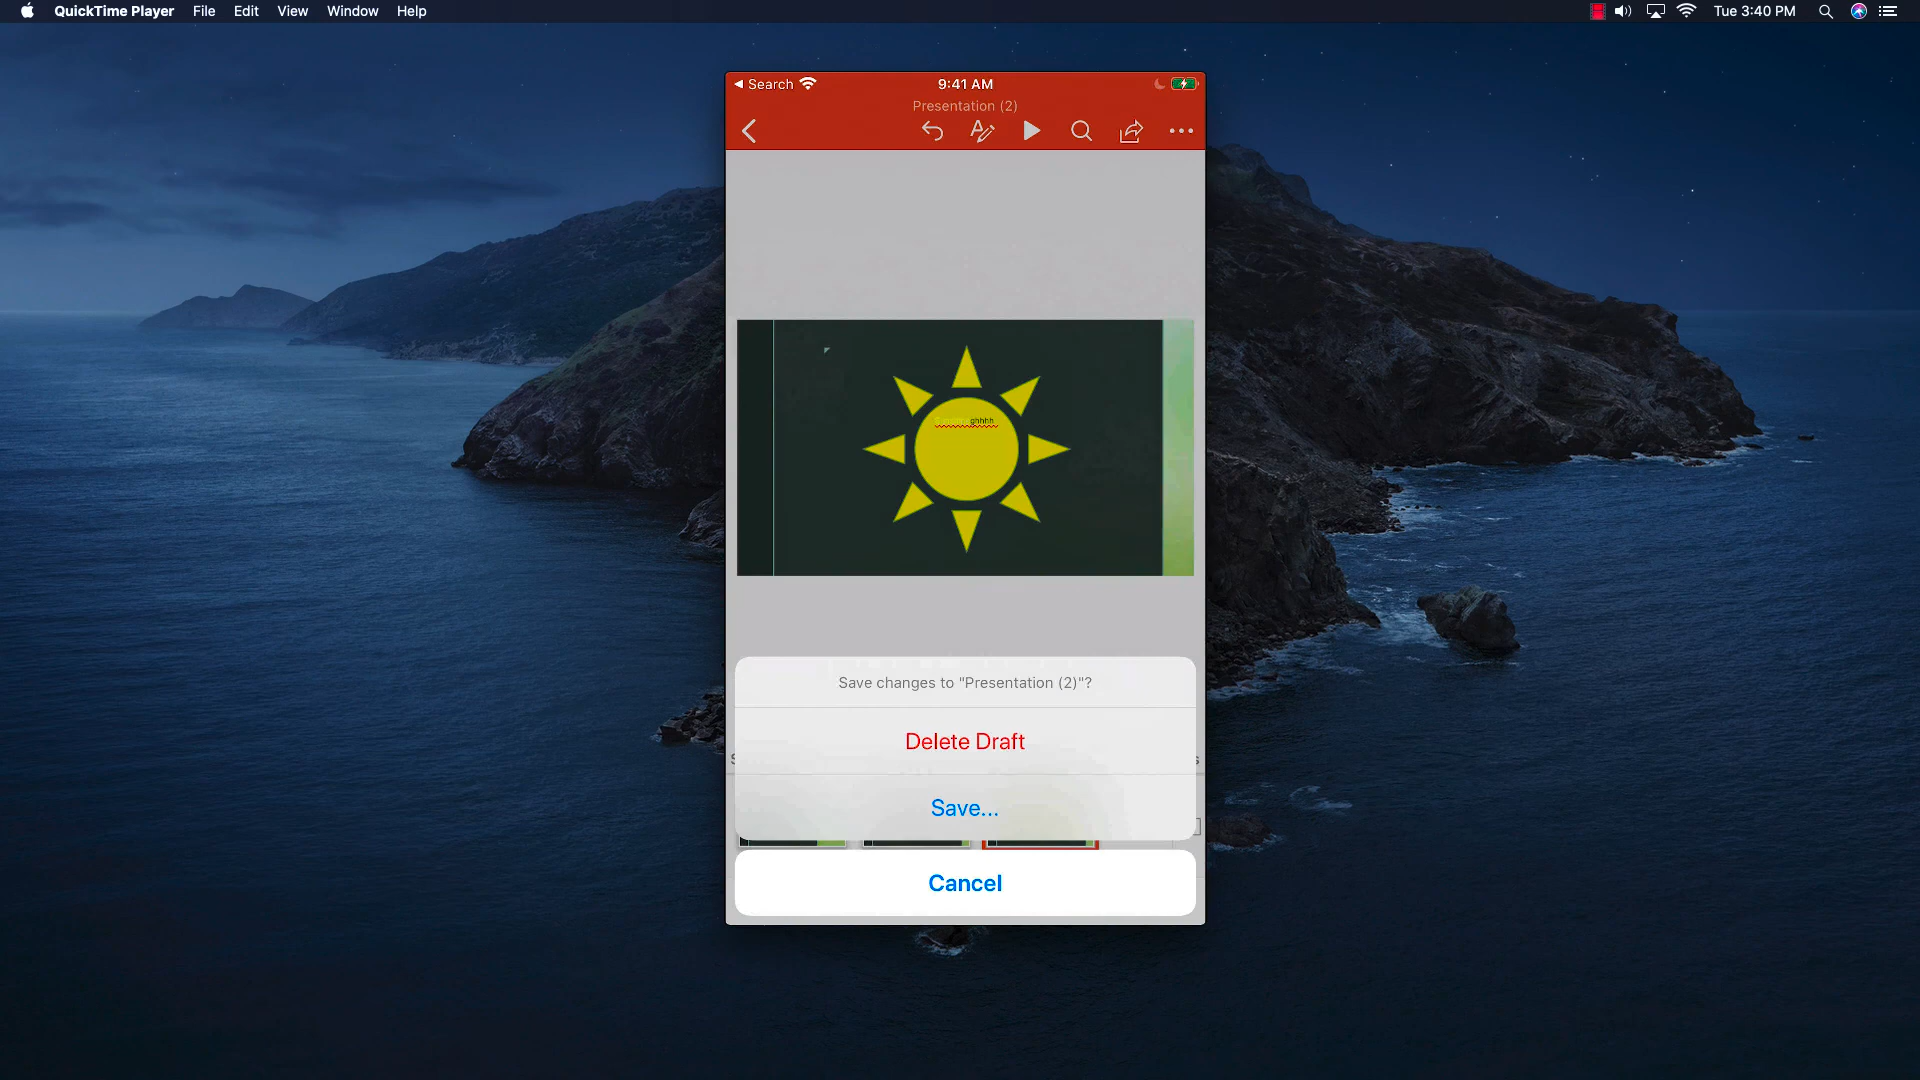 QuickTime Player File Edit View Window Help Tue 3:40 PM
Search 9:41 AM
Presentation (2)
ghhhh
Save changes to "Presentation (2)"?
Delete Draft
Save...
Cancel